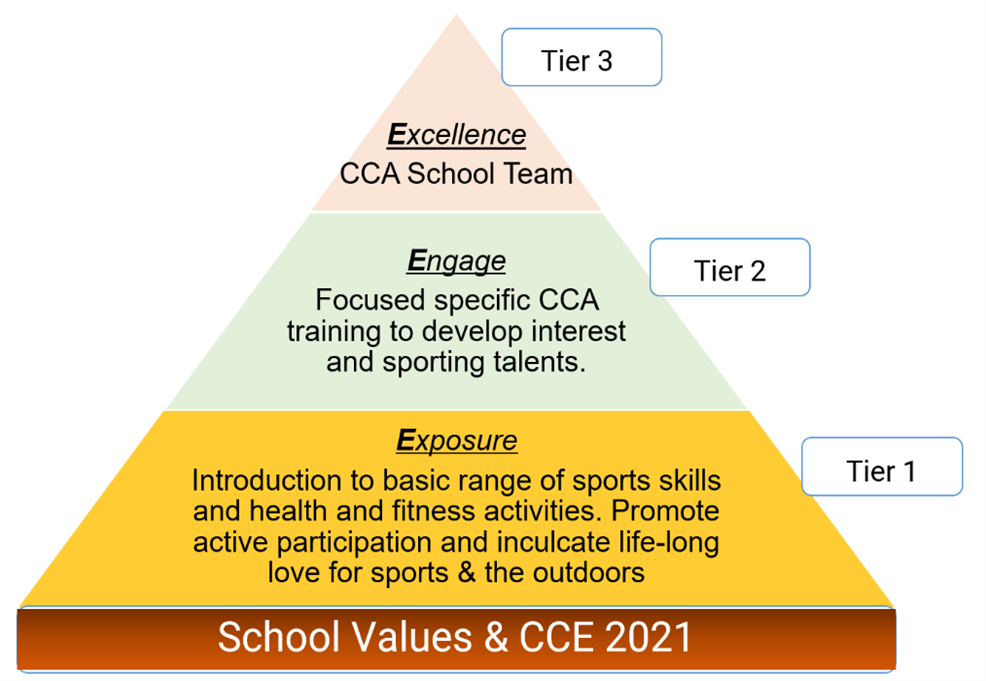 Tier 3
Excellence
CCA School Team
Tier 2
Engage
Focused specific CCA
training to develop interest
and sporting talents.
Tier 1
Exposure
Introduction to basic range of sports skills
and health and fitness activities. Promote
active participation and inculcate life-long
love for sports & the outdoors
School Values & CCE 2021